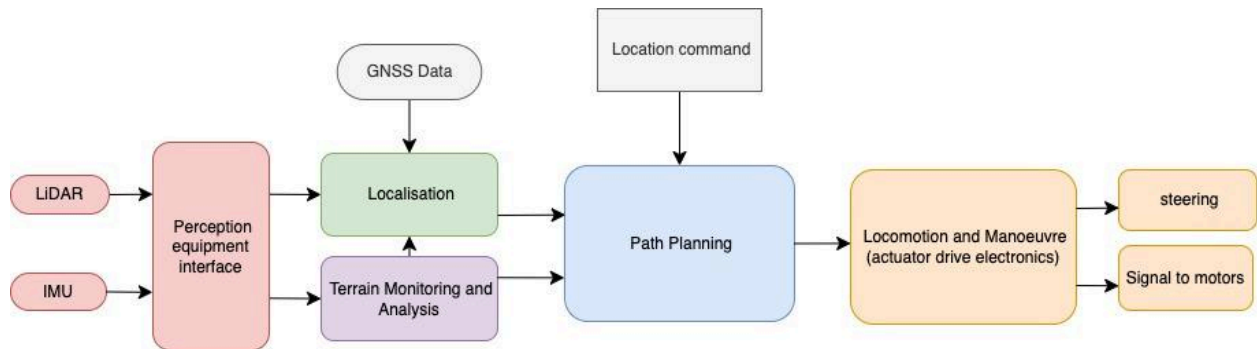 GNSS Data
Location command
LiDAR
IMU
Perception
equipment
interface
Localisation
Terrain Monitoring and
Analysis
Path Planning
Locomotion and Manoeuvre
(actuator drive electronics)
steering
Signal to motors